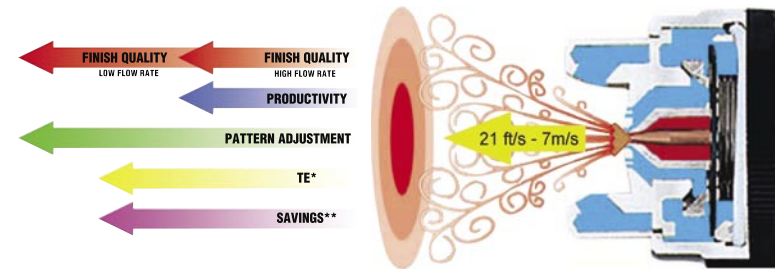 FINISH QUALITY
LOW FLOW RATE
FINISH QUALITY
HIGH FLOW RATE
PRODUCTIVITY
PATTERN ADJUSTMENT
TE*
SAVINGS**
21 ft/s - 7m/s